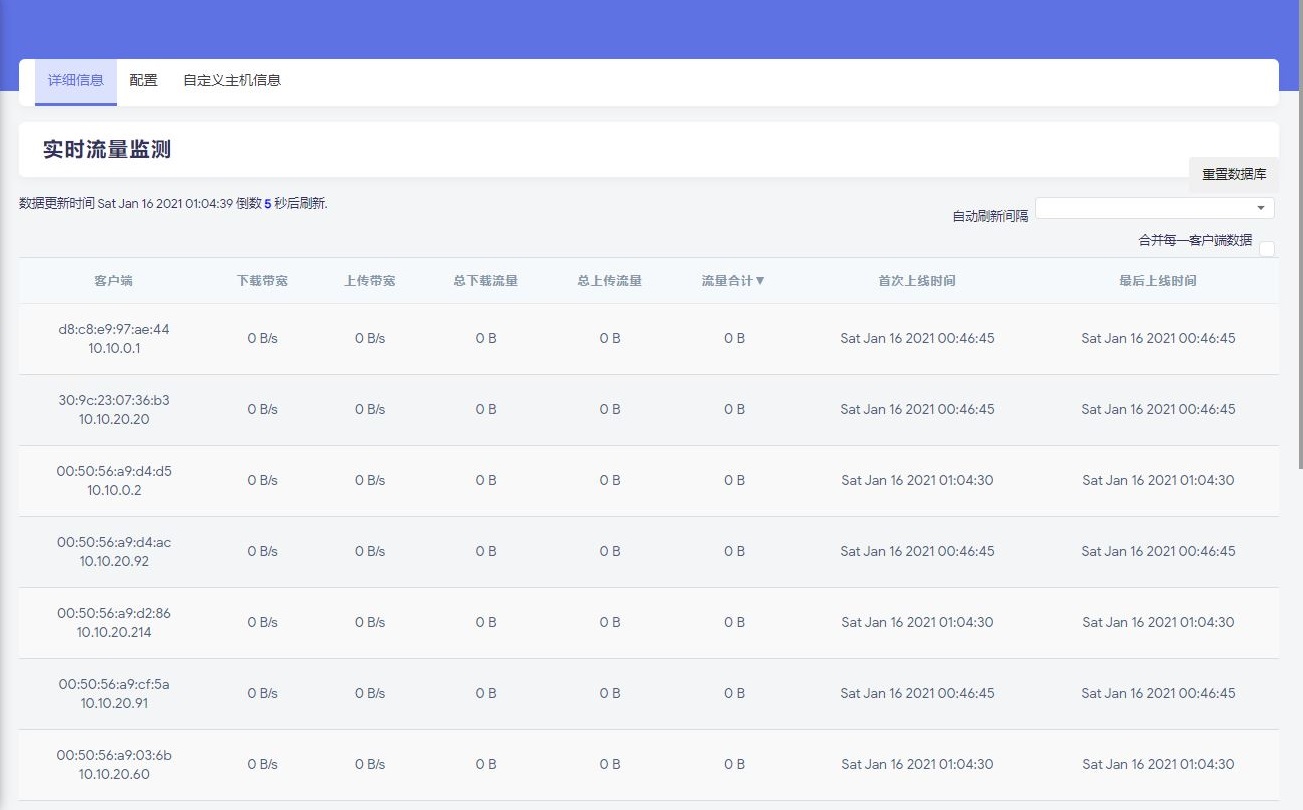 详细信息 配置 自定义主机信息
实时流量监测
重置数据库
数据更新时间 Sat Jan 16 2021 01:04:39 倒数 5 秒后刷新.
自动刷新间隔
合并每一客户端数据
客户端 下载带宽 上传带宽 总下载流量 总上传流量 流量合计▼ 首次上线时间 最后上线时间
d8:c8:e9:97:ae:44
10.10.0.1 0 B/s 0 B/s 0 B 0 B 0 B Sat Jan 16 2021 00:46:45 Sat Jan 16 2021 00:46:45
30:9c:23:07:36:b3
10.10.20.20 0 B/s 0 B/s 0 B 0 B 0 B Sat Jan 16 2021 00:46:45 Sat Jan 16 2021 00:46:45
00:50:56:a9:d4:d5
10.10.0.2 0 B/s 0 B/s 0 B 0 B 0 B Sat Jan 16 2021 01:04:30 Sat Jan 16 2021 01:04:30
00:50:56:a9:d4:ac
10.10.20.92 0 B/s 0 B/s 0 B 0 B 0 B Sat Jan 16 2021 00:46:45 Sat Jan 16 2021 00:46:45
00:50:56:a9:d2:86
10.10.20.214 0 B/s 0 B/s 0 B 0 B 0 B Sat Jan 16 2021 01:04:30 Sat Jan 16 2021 01:04:30
00:50:56:a9:cf:5a
10.10.20.91 0 B/s 0 B/s 0 B 0 B 0 B Sat Jan 16 2021 00:46:45 Sat Jan 16 2021 00:46:45
00:50:56:a9:03:6b
10.10.20.60 0 B/s 0 B/s 0 B 0 B 0 B Sat Jan 16 2021 01:04:30 Sat Jan 16 2021 01:04:30